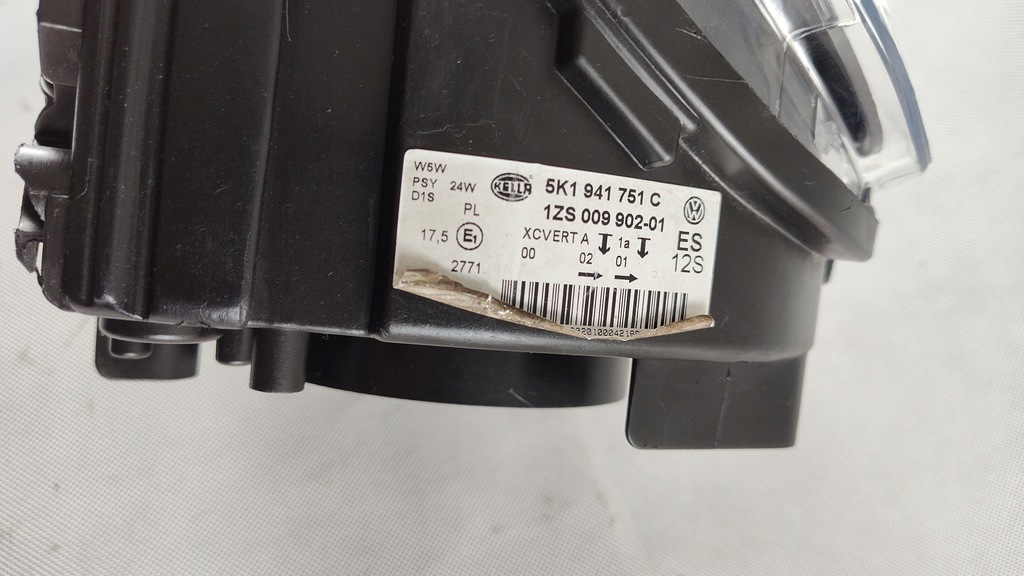 W5W
PSY 24W
D1S
PL
17,5 E1
2771
HELLA
5K1 941 751 C
1ZS 009 902-01
XCVERT A 1a
00 02 01
ES
12S